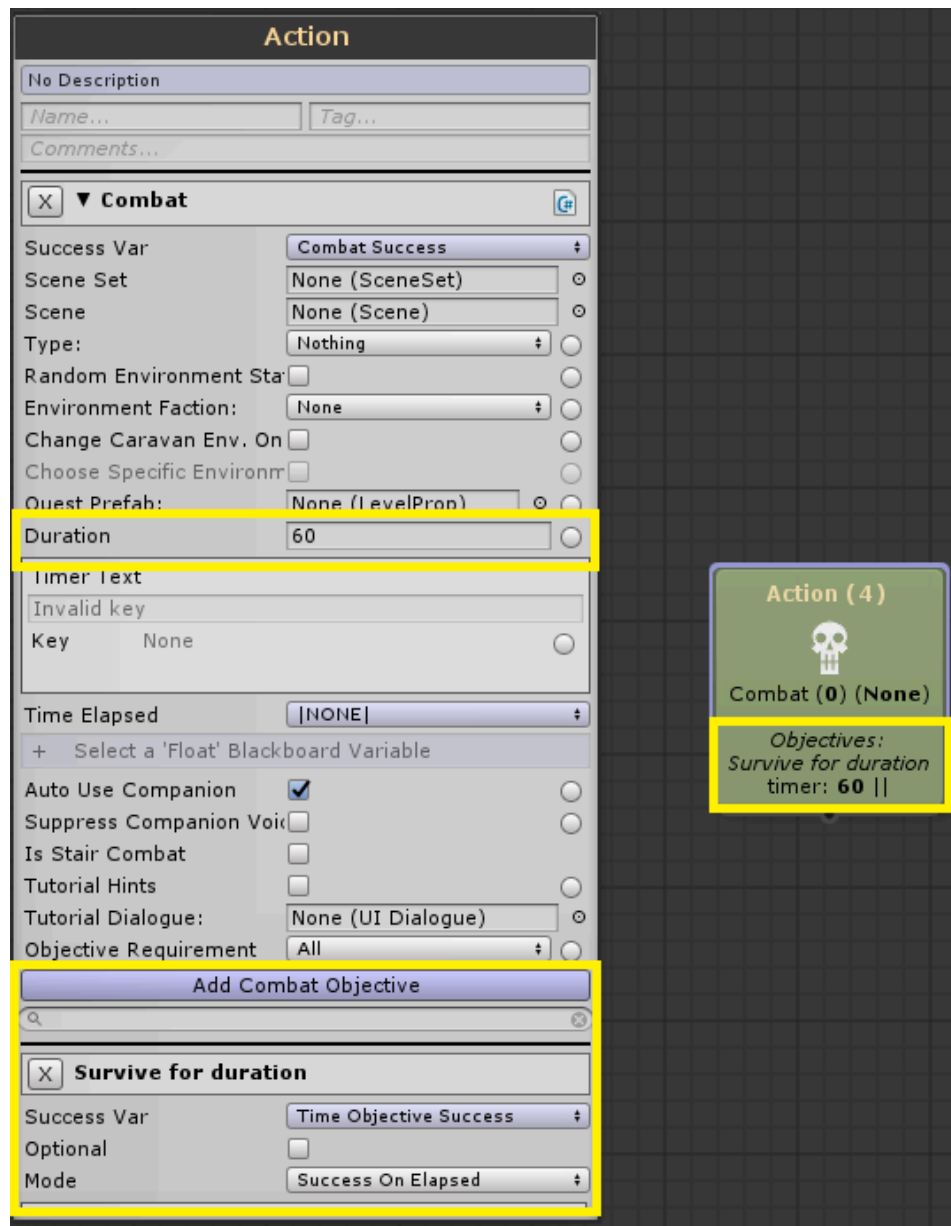 Action
No Description
Name... Tag...
Comments...
X ▼ Combat
Success Var Combat Success
Scene Set None (SceneSet)
Scene None (Scene)
Type: Nothing
Random Environment Sta
Environment Faction: None
Change Caravan Env. On
Choose Specific Environm
Quest Prefab: None (LevelProp)
Duration 60
Timer Text
Invalid key
Key None
Time Elapsed |NONE|
+ Select a 'Float' Blackboard Variable
Auto Use Companion
Suppress Companion Voic
Is Stair Combat
Tutorial Hints
Tutorial Dialogue: None (UI Dialogue)
Objective Requirement All
Add Combat Objective
X Survive for duration
Success Var Time Objective Success
Optional
Mode Success On Elapsed
Action (4)
Combat (0) (None)
Objectives:
Survive for duration
timer: 60 ||